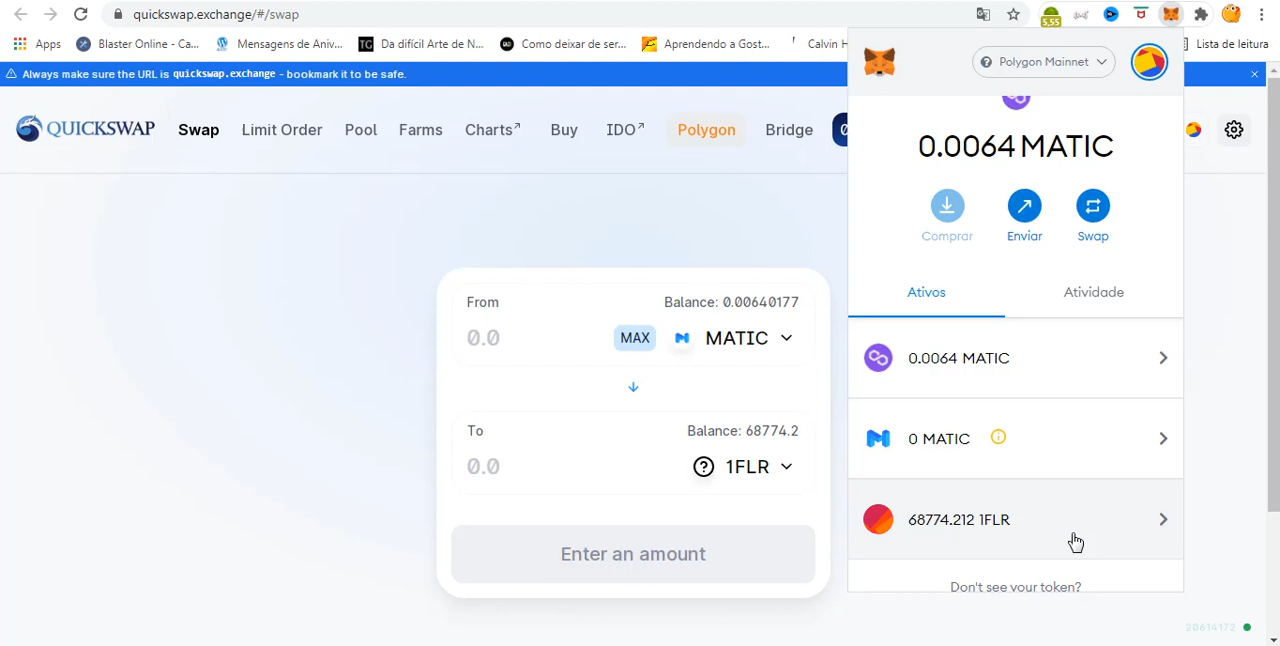 quickswap.exchange/#/swap
5.55
Apps
Blaster Online - Ca...
Mensagens de Aniv...
TG
Da difícil Arte de N...
Como deixar de ser...
Aprendendo a Gost...
Calvin H
Lista de leitura
Always make sure the URL is quickswap.exchange - bookmark it to be safe.
QUICKSWAP
Swap
Limit Order
Pool
Farms
Charts↗
Buy
IDO↗
Polygon
Bridge
From
Balance: 0.00640177
0.0
MAX
MATIC
To
Balance: 68774.2
0.0
1FLR
Enter an amount
Polygon Mainnet
0.0064 MATIC
Comprar
Enviar
Swap
Ativos
Atividade
0.0064 MATIC
0 MATIC
68774.212 1FLR
Don't see your token?
20814172